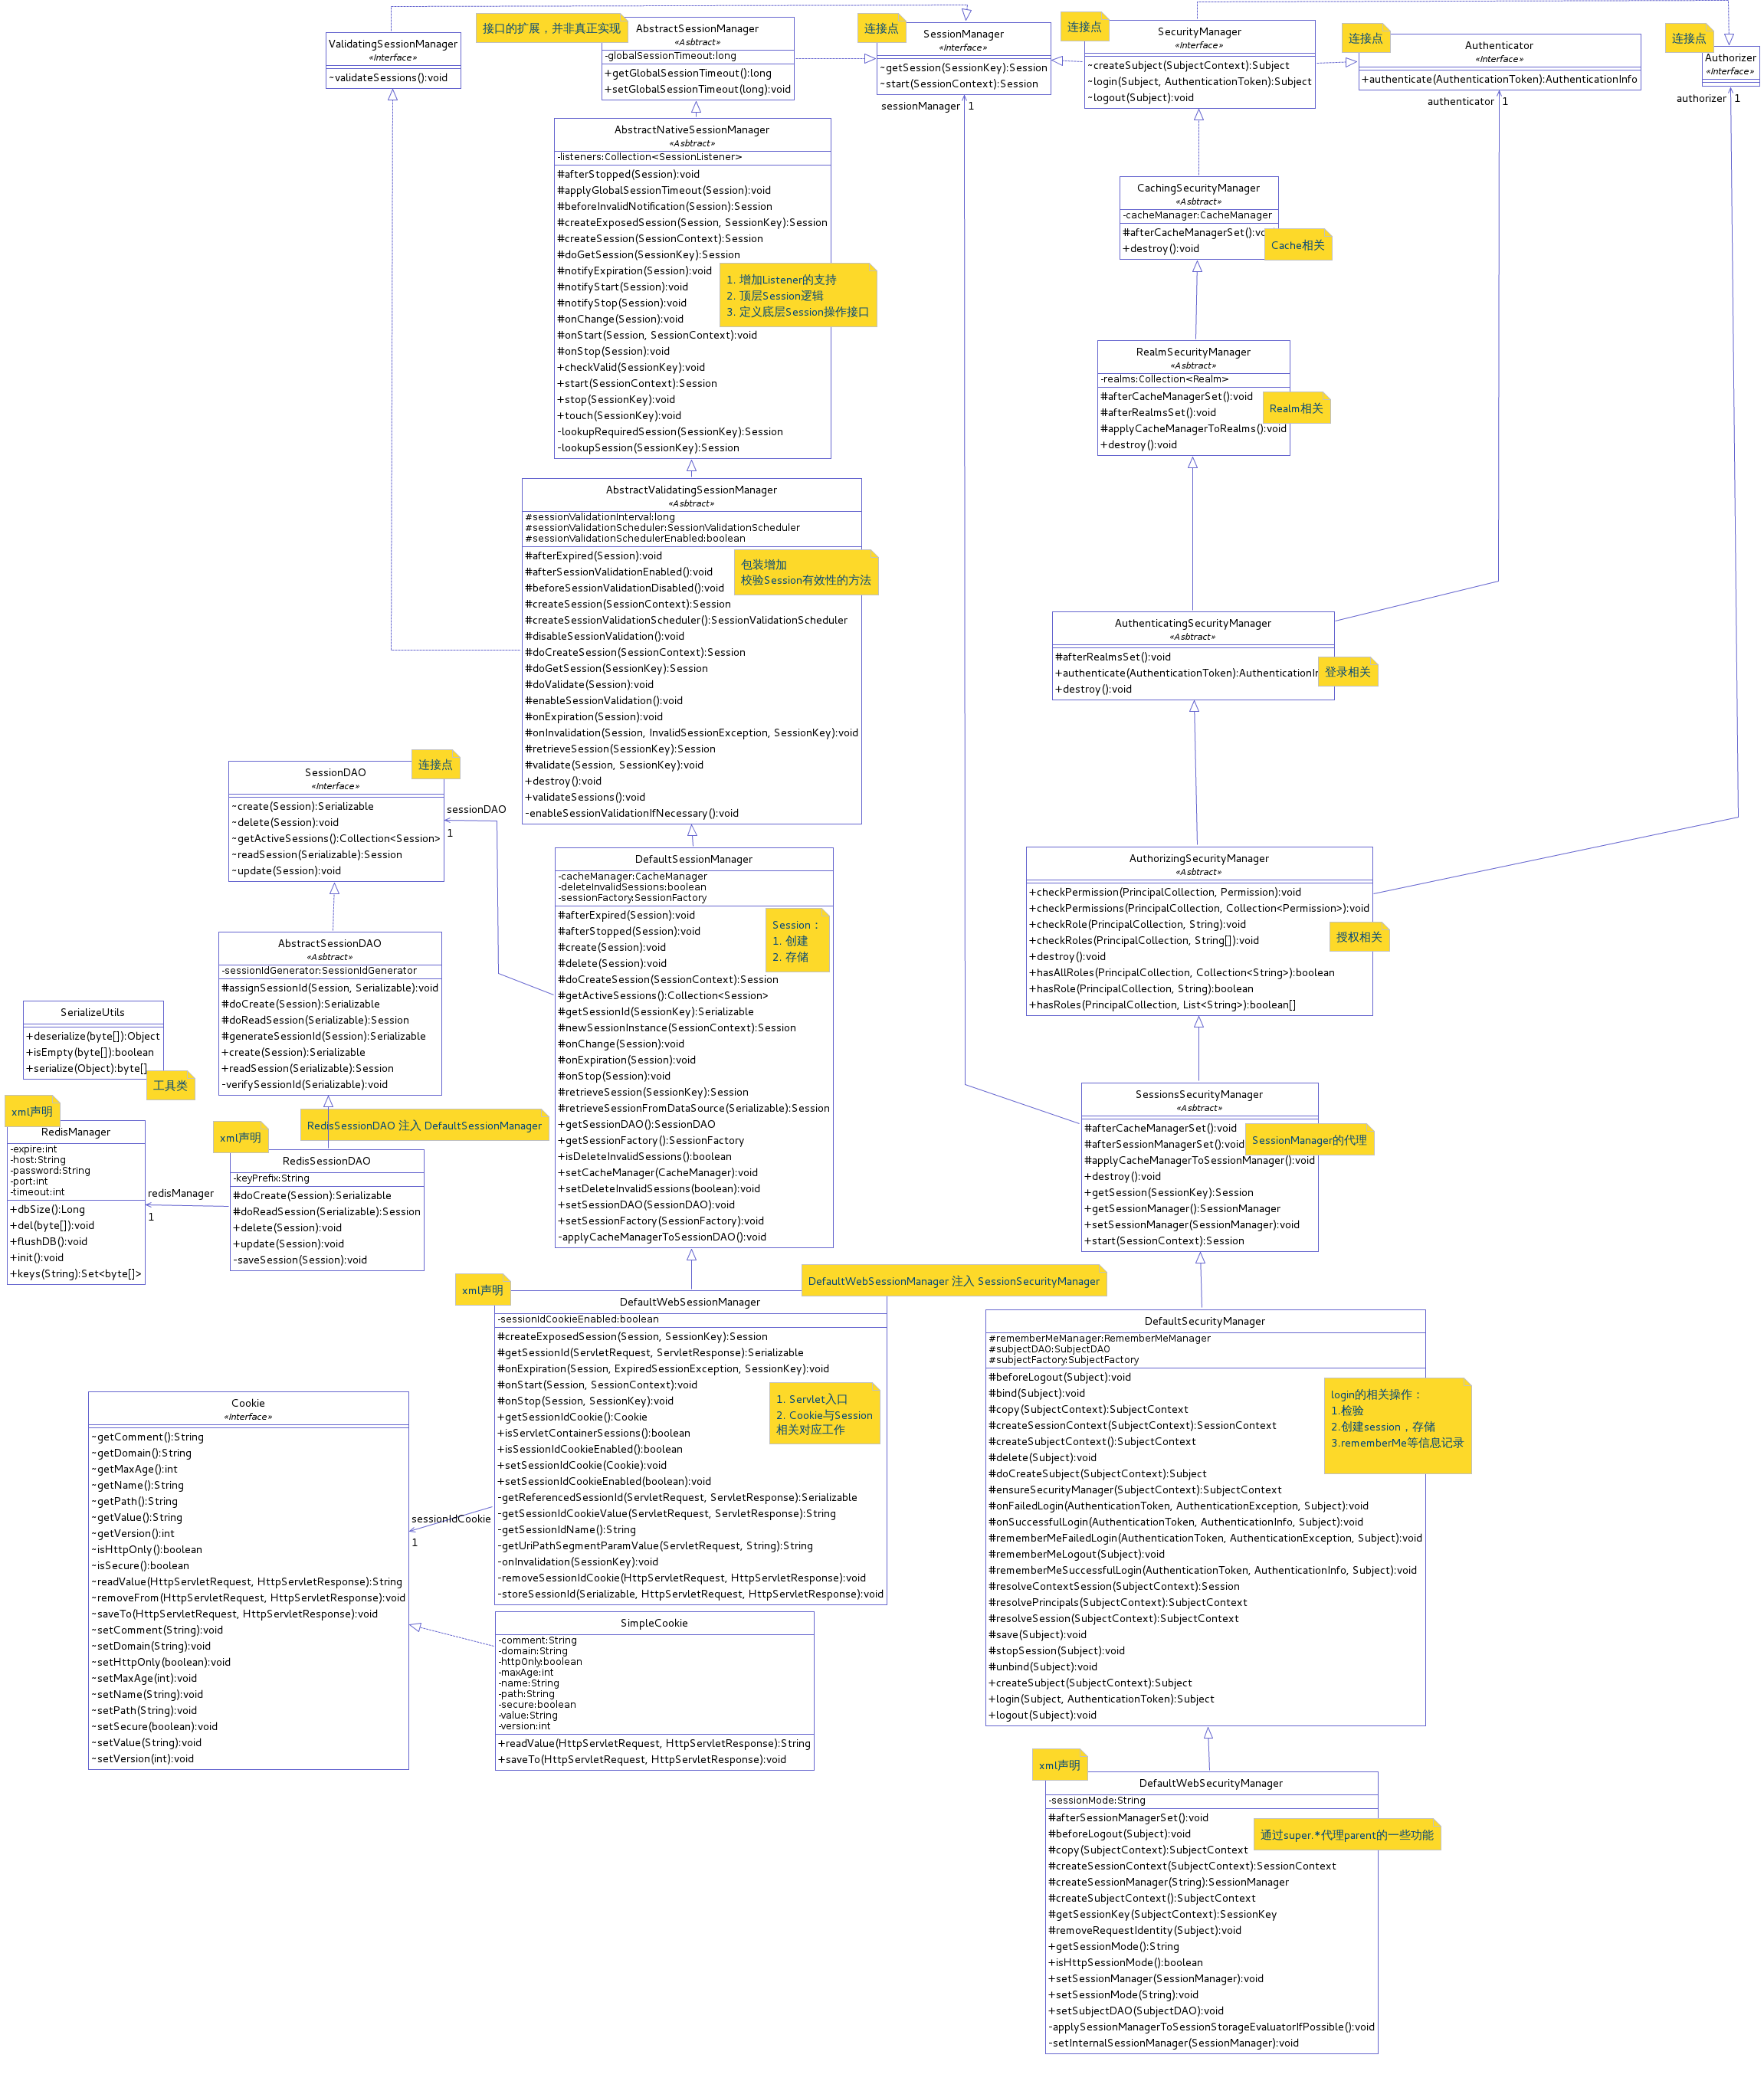 ValidatingSessionManager
«Interface»
~validateSessions():void
接口的扩展，并非真正实现
AbstractSessionManager
«Asbtract»
-globalSessionTimeout:long
+getGlobalSessionTimeout():long
+setGlobalSessionTimeout(long):void
连接点
SessionManager
«Interface»
~getSession(SessionKey):Session
~start(SessionContext):Session
sessionManager
1
连接点
SecurityManager
«Interface»
~createSubject(SubjectContext):Subject
~login(Subject, AuthenticationToken):Subject
~logout(Subject):void
连接点
Authenticator
«Interface»
+authenticate(AuthenticationToken):AuthenticationInfo
authenticator
1
连接点
Authorizer
«Interface»
authorizer
1
AbstractNativeSessionManager
«Asbtract»
-listeners:Collection<SessionListener>
#afterStopped(Session):void
#applyGlobalSessionTimeout(Session):void
#beforeInvalidNotification(Session):Session
#createExposedSession(Session, SessionKey):Session
#createSession(SessionContext):Session
#doGetSession(SessionKey):Session
#notifyExpiration(Session):void
#notifyStart(Session):void
#notifyStop(Session):void
#onChange(Session):void
#onStart(Session, SessionContext):void
#onStop(Session):void
+checkValid(SessionKey):void
+start(SessionContext):Session
+stop(SessionKey):void
+touch(SessionKey):void
-lookupRequiredSession(SessionKey):Session
-lookupSession(SessionKey):Session
1. 增加Listener的支持
2. 顶层Session逻辑
3. 定义底层Session操作接口
CachingSecurityManager
«Asbtract»
-cacheManager:CacheManager
#afterCacheManagerSet():vo
+destroy():void
Cache相关
RealmSecurityManager
«Asbtract»
-realms:Collection<Realm>
#afterCacheManagerSet():void
#afterRealmsSet():void
#applyCacheManagerToRealms():void
+destroy():void
Realm相关
AbstractValidatingSessionManager
«Asbtract»
#sessionValidationInterval:long
#sessionValidationScheduler:SessionValidationScheduler
#sessionValidationSchedulerEnabled:boolean
#afterExpired(Session):void
#afterSessionValidationEnabled():void
#beforeSessionValidationDisabled():void
#createSession(SessionContext):Session
#createSessionValidationScheduler():SessionValidationScheduler
#disableSessionValidation():void
#doCreateSession(SessionContext):Session
#doGetSession(SessionKey):Session
#doValidate(Session):void
#enableSessionValidation():void
#onExpiration(Session):void
#onInvalidation(Session, InvalidSessionException, SessionKey):void
#retrieveSession(SessionKey):Session
#validate(Session, SessionKey):void
+destroy():void
+validateSessions():void
-enableSessionValidationIfNecessary():void
包装增加
校验Session有效性的方法
AuthenticatingSecurityManager
«Asbtract»
#afterRealmsSet():void
+authenticate(AuthenticationToken):AuthenticationIn
+destroy():void
登录相关
连接点
SessionDAO
«Interface»
~create(Session):Serializable
~delete(Session):void
~getActiveSessions():Collection<Session>
~readSession(Serializable):Session
~update(Session):void
sessionDAO
1
DefaultSessionManager
-cacheManager:CacheManager
-deleteInvalidSessions:boolean
-sessionFactory:SessionFactory
#afterExpired(Session):void
#afterStopped(Session):void
#create(Session):void
#delete(Session):void
#doCreateSession(SessionContext):Session
#getActiveSessions():Collection<Session>
#getSessionId(SessionKey):Serializable
#newSessionInstance(SessionContext):Session
#onChange(Session):void
#onExpiration(Session):void
#onStop(Session):void
#retrieveSession(SessionKey):Session
#retrieveSessionFromDataSource(Serializable):Session
+getSessionDAO():SessionDAO
+getSessionFactory():SessionFactory
+isDeleteInvalidSessions():boolean
+setCacheManager(CacheManager):void
+setDeleteInvalidSessions(boolean):void
+setSessionDAO(SessionDAO):void
+setSessionFactory(SessionFactory):void
-applyCacheManagerToSessionDAO():void
Session：
1. 创建
2. 存储
AuthorizingSecurityManager
«Asbtract»
+checkPermission(PrincipalCollection, Permission):void
+checkPermissions(PrincipalCollection, Collection<Permission>):void
+checkRole(PrincipalCollection, String):void
+checkRoles(PrincipalCollection, String[]):void
+destroy():void
+hasAllRoles(PrincipalCollection, Collection<String>):boolean
+hasRole(PrincipalCollection, String):boolean
+hasRoles(PrincipalCollection, List<String>):boolean[]
授权相关
AbstractSessionDAO
«Asbtract»
-sessionIdGenerator:SessionIdGenerator
#assignSessionId(Session, Serializable):void
#doCreate(Session):Serializable
#doReadSession(Serializable):Session
#generateSessionId(Session):Serializable
+create(Session):Serializable
+readSession(Serializable):Session
-verifySessionId(Serializable):void
SerializeUtils
+deserialize(byte[]):Object
+isEmpty(byte[]):boolean
+serialize(Object):byte[]
工具类
xml声明
RedisManager
-expire:int
-host:String
-password:String
-port:int
-timeout:int
+dbSize():Long
+del(byte[]):void
+flushDB():void
+init():void
+keys(String):Set<byte[]>
redisManager
1
xml声明
RedisSessionDAO 注入 DefaultSessionManager
RedisSessionDAO
-keyPrefix:String
#doCreate(Session):Serializable
#doReadSession(Serializable):Session
+delete(Session):void
+update(Session):void
-saveSession(Session):void
SessionsSecurityManager
«Asbtract»
#afterCacheManagerSet():void
#afterSessionManagerSet():void
#applyCacheManagerToSessionManager():void
+destroy():void
+getSession(SessionKey):Session
+getSessionManager():SessionManager
+setSessionManager(SessionManager):void
+start(SessionContext):Session
SessionManager的代理
xml声明
DefaultWebSessionManager 注入 SessionSecurityManager
DefaultWebSessionManager
-sessionIdCookieEnabled:boolean
#createExposedSession(Session, SessionKey):Session
#getSessionId(ServletRequest, ServletResponse):Serializable
#onExpiration(Session, ExpiredSessionException, SessionKey):void
#onStart(Session, SessionContext):void
#onStop(Session, SessionKey):void
+getSessionIdCookie():Cookie
+isServletContainerSessions():boolean
+isSessionIdCookieEnabled():boolean
+setSessionIdCookie(Cookie):void
+setSessionIdCookieEnabled(boolean):void
-getReferencedSessionId(ServletRequest, ServletResponse):Serializable
-getSessionIdCookieValue(ServletRequest, ServletResponse):String
-getSessionIdName():String
-getUriPathSegmentParamValue(ServletRequest, String):String
-onInvalidation(SessionKey):void
-removeSessionIdCookie(HttpServletRequest, HttpServletResponse):void
-storeSessionId(Serializable, HttpServletRequest, HttpServletResponse):void
1. Servlet入口
2. Cookie与Session
相关对应工作
sessionIdCookie
1
DefaultSecurityManager
#rememberMeManager:RememberMeManager
#subjectDAO:SubjectDAO
#subjectFactory:SubjectFactory
#beforeLogout(Subject):void
#bind(Subject):void
#copy(SubjectContext):SubjectContext
#createSessionContext(SubjectContext):SessionContext
#createSubjectContext():SubjectContext
#delete(Subject):void
#doCreateSubject(SubjectContext):Subject
#ensureSecurityManager(SubjectContext):SubjectContext
#onFailedLogin(AuthenticationToken, AuthenticationException, Subject):void
#onSuccessfulLogin(AuthenticationToken, AuthenticationInfo, Subject):void
#rememberMeFailedLogin(AuthenticationToken, AuthenticationException, Subject):void
#rememberMeLogout(Subject):void
#rememberMeSuccessfulLogin(AuthenticationToken, AuthenticationInfo, Subject):void
#resolveContextSession(SubjectContext):Session
#resolvePrincipals(SubjectContext):SubjectContext
#resolveSession(SubjectContext):SubjectContext
#save(Subject):void
#stopSession(Subject):void
#unbind(Subject):void
+createSubject(SubjectContext):Subject
+login(Subject, AuthenticationToken):Subject
+logout(Subject):void
login的相关操作：
1.检验
2.创建session，存储
3.rememberMe等信息记录
Cookie
«Interface»
~getComment():String
~getDomain():String
~getMaxAge():int
~getName():String
~getPath():String
~getValue():String
~getVersion():int
~isHttpOnly():boolean
~isSecure():boolean
~readValue(HttpServletRequest, HttpServletResponse):String
~removeFrom(HttpServletRequest, HttpServletResponse):void
~saveTo(HttpServletRequest, HttpServletResponse):void
~setComment(String):void
~setDomain(String):void
~setHttpOnly(boolean):void
~setMaxAge(int):void
~setName(String):void
~setPath(String):void
~setSecure(boolean):void
~setValue(String):void
~setVersion(int):void
SimpleCookie
-comment:String
-domain:String
-httpOnly:boolean
-maxAge:int
-name:String
-path:String
-secure:boolean
-value:String
-version:int
+readValue(HttpServletRequest, HttpServletResponse):String
+saveTo(HttpServletRequest, HttpServletResponse):void
xml声明
DefaultWebSecurityManager
-sessionMode:String
#afterSessionManagerSet():void
#beforeLogout(Subject):void
#copy(SubjectContext):SubjectContext
#createSessionContext(SubjectContext):SessionContext
#createSessionManager(String):SessionManager
#createSubjectContext():SubjectContext
#getSessionKey(SubjectContext):SessionKey
#removeRequestIdentity(Subject):void
+getSessionMode():String
+isHttpSessionMode():boolean
+setSessionManager(SessionManager):void
+setSessionMode(String):void
+setSubjectDAO(SubjectDAO):void
-applySessionManagerToSessionStorageEvaluatorIfPossible():void
-setInternalSessionManager(SessionManager):void
通过super.*代理parent的一些功能